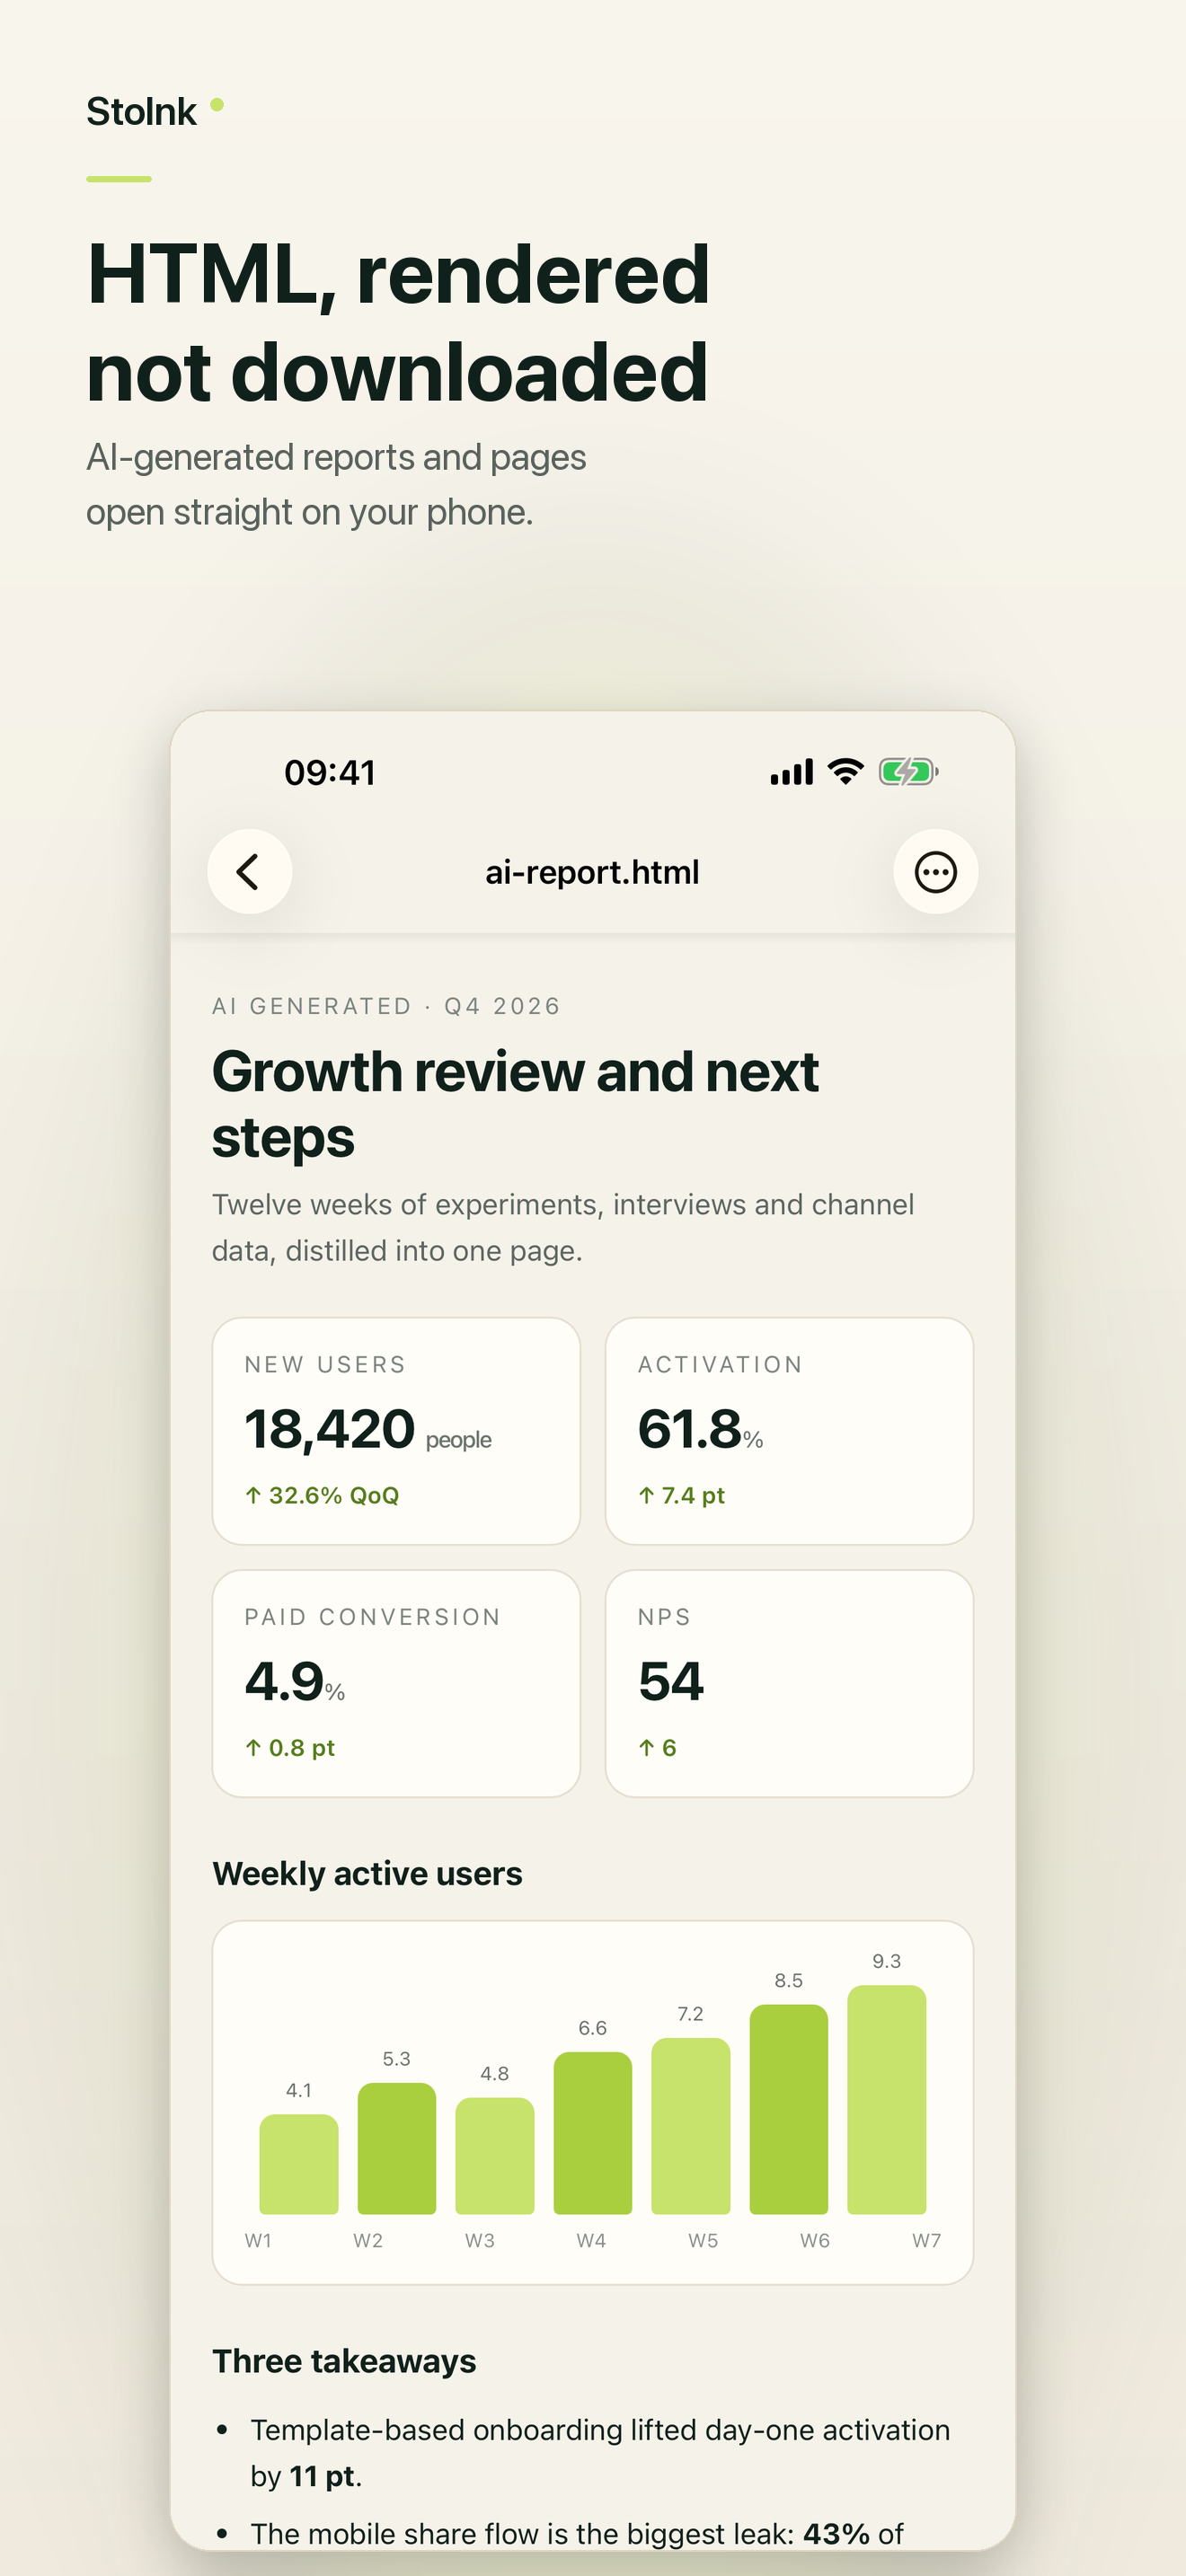 StoInk
HTML, rendered
not downloaded
AI-generated reports and pages
open straight on your phone.
09:41
ai-report.html
AI GENERATED · Q4 2026
Growth review and next
steps
Twelve weeks of experiments, interviews and channel
data, distilled into one page.
NEW USERS
18,420 people
↑ 32.6% QoQ
ACTIVATION
61.8%
↑ 7.4 pt
PAID CONVERSION
4.9%
↑ 0.8 pt
NPS
54
↑ 6
Weekly active users
4.1 5.3 4.8 6.6 7.2 8.5 9.3
W1 W2 W3 W4 W5 W6 W7
Three takeaways
• Template-based onboarding lifted day-one activation
by 11 pt.
• The mobile share flow is the biggest leak: 43% of